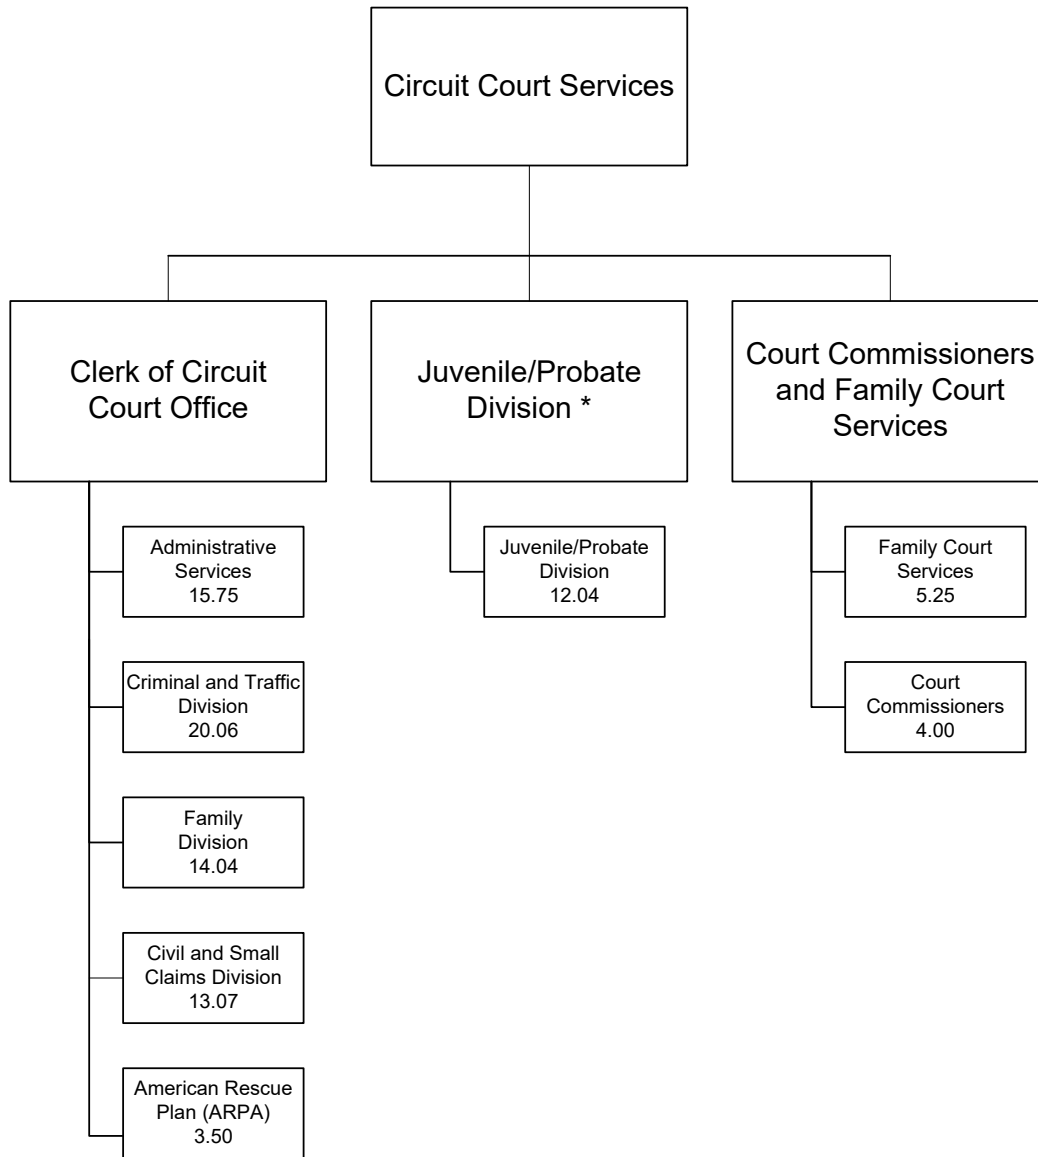 Circuit Court Services
Clerk of Circuit
Court Office
Juvenile/Probate
Division *
Court Commissioners
and Family Court
Services
Administrative
Services
15.75
Criminal and Traffic
Division
20.06
Family
Division
14.04
Civil and Small
Claims Division
13.07
American Rescue
Plan (ARPA)
3.50
Juvenile/Probate
Division
12.04
Family Court
Services
5.25
Court
Commissioners
4.00